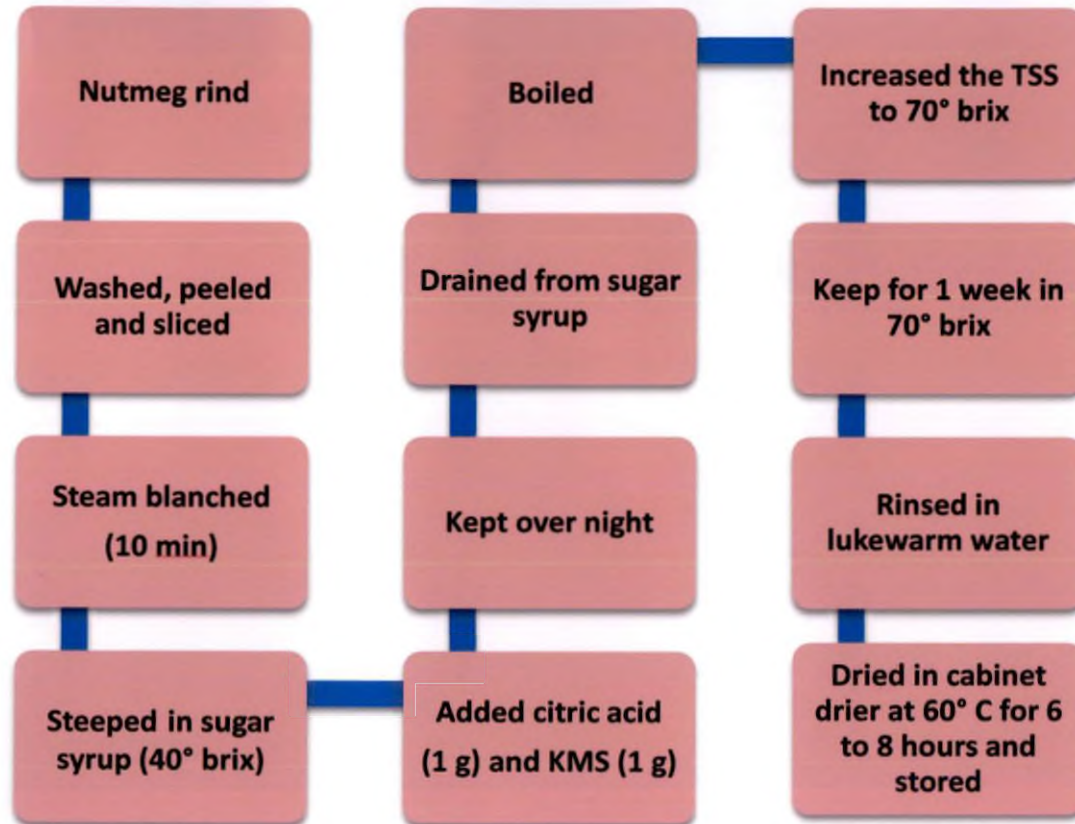 Nutmeg rind
Washed, peeled
and sliced
Steam blanched
(10 min)
Steeped in sugar
syrup (40° brix)
Added citric acid
(1 g) and KMS (1 g)
Kept over night
Drained from sugar
syrup
Boiled
Increased the TSS
to 70° brix
Keep for 1 week in
70° brix
Rinsed in
lukewarm water
Dried in cabinet
drier at 60° C for 6
to 8 hours and
stored